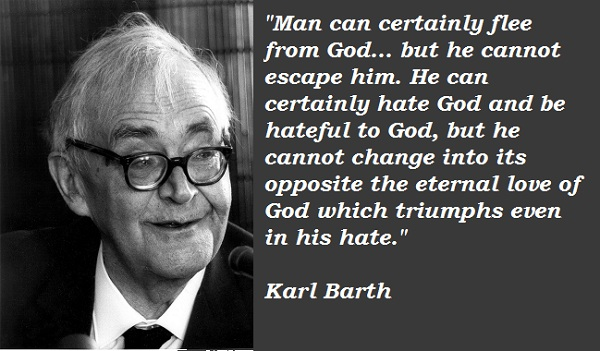 "Man can certainly flee
from God... but he cannot
escape him. He can
certainly hate God and be
hateful to God, but he
cannot change into its
opposite the eternal love of
God which triumphs even
in his hate."
Karl Barth